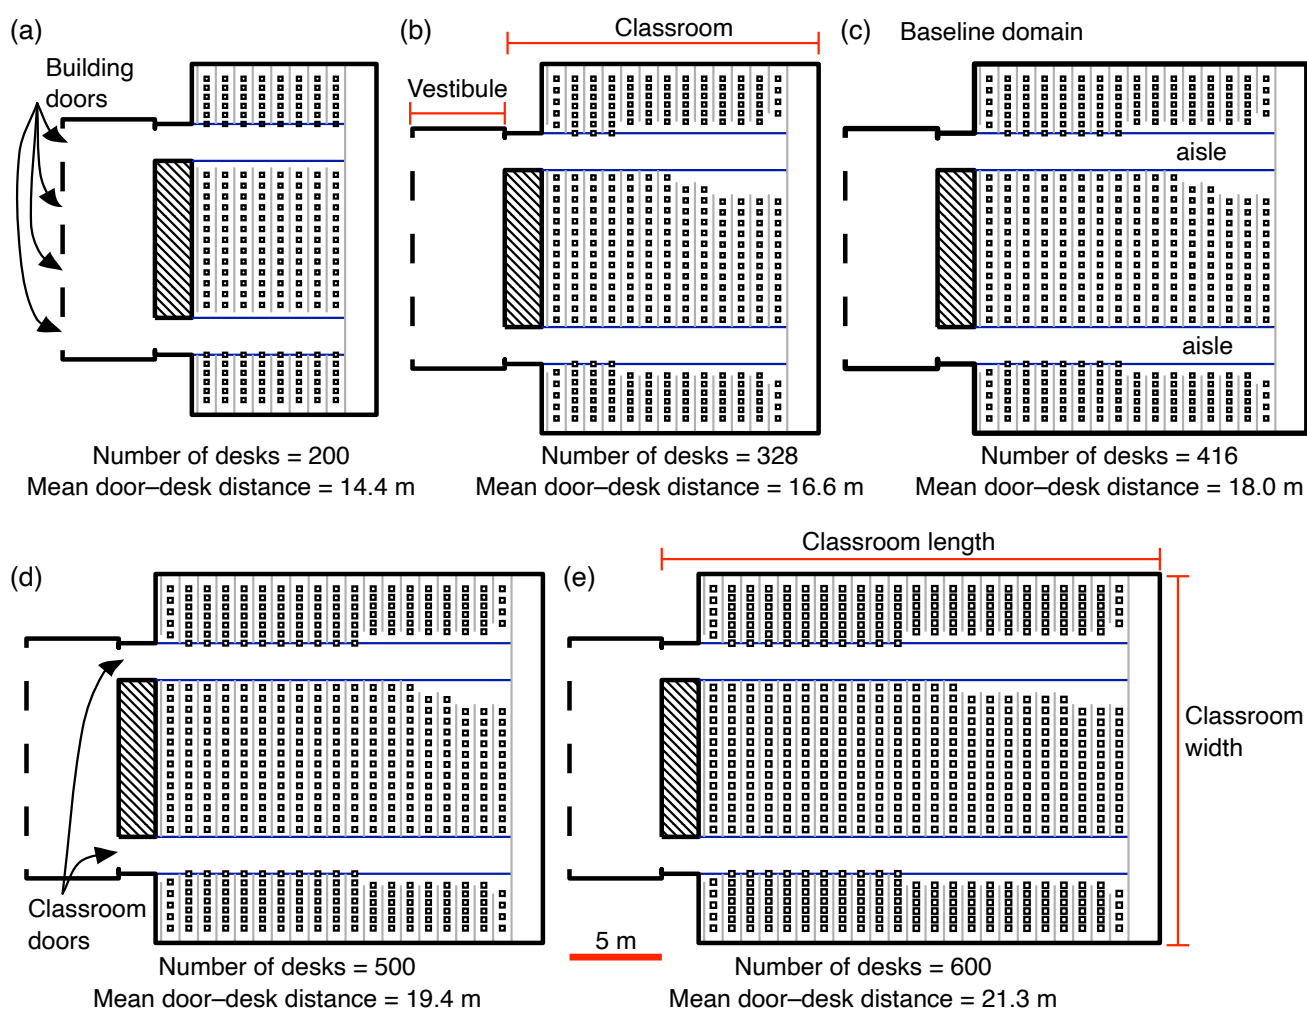 (a)
Building
doors
Number of desks = 200
Mean door–desk distance = 14.4 m
(b)
Classroom
Vestibule
Number of desks = 328
Mean door–desk distance = 16.6 m
(c) Baseline domain
aisle
aisle
Number of desks = 416
Mean door–desk distance = 18.0 m
(d)
Classroom
doors
Number of desks = 500
Mean door–desk distance = 19.4 m
(e)
Classroom length
Classroom
width
5 m
Number of desks = 600
Mean door–desk distance = 21.3 m